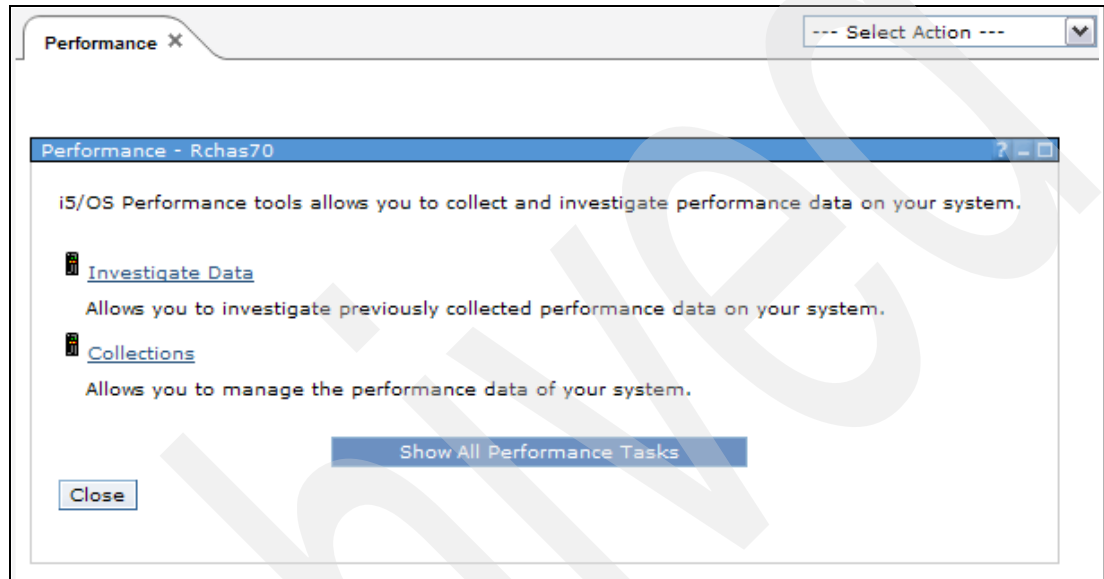 Performance
--- Select Action ---
Performance - Rchas70
i5/OS Performance tools allows you to collect and investigate performance data on your system.
Investigate Data
Allows you to investigate previously collected performance data on your system.
Collections
Allows you to manage the performance data of your system.
Show All Performance Tasks
Close